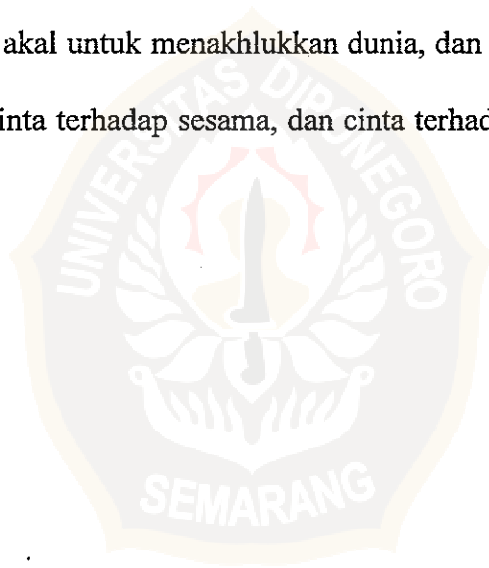 akal untuk menakhlukkan dunia, dan
inta terhadap sesama, dan cinta terhad
UNIVERSITAS DIPONEGORO
SEMARANG